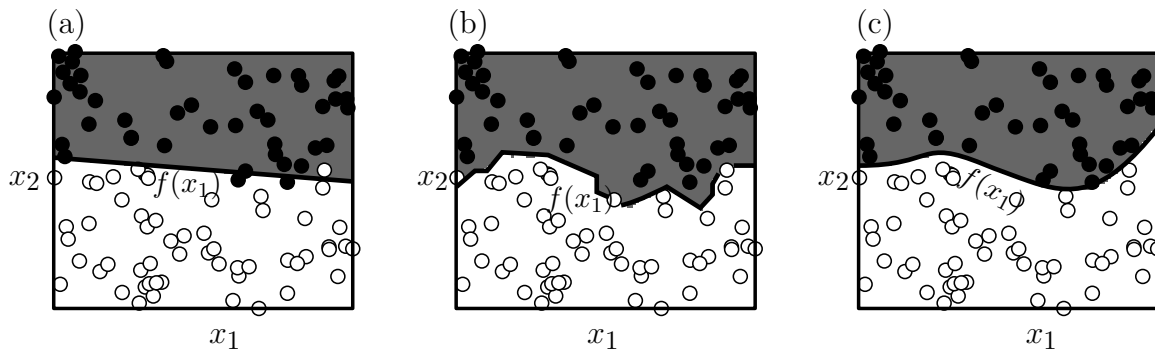 (a) (b) (c)
x₂ f(x₁) x₂ f(x₁) x₂ f(x₁)
x₁ x₁ x₁